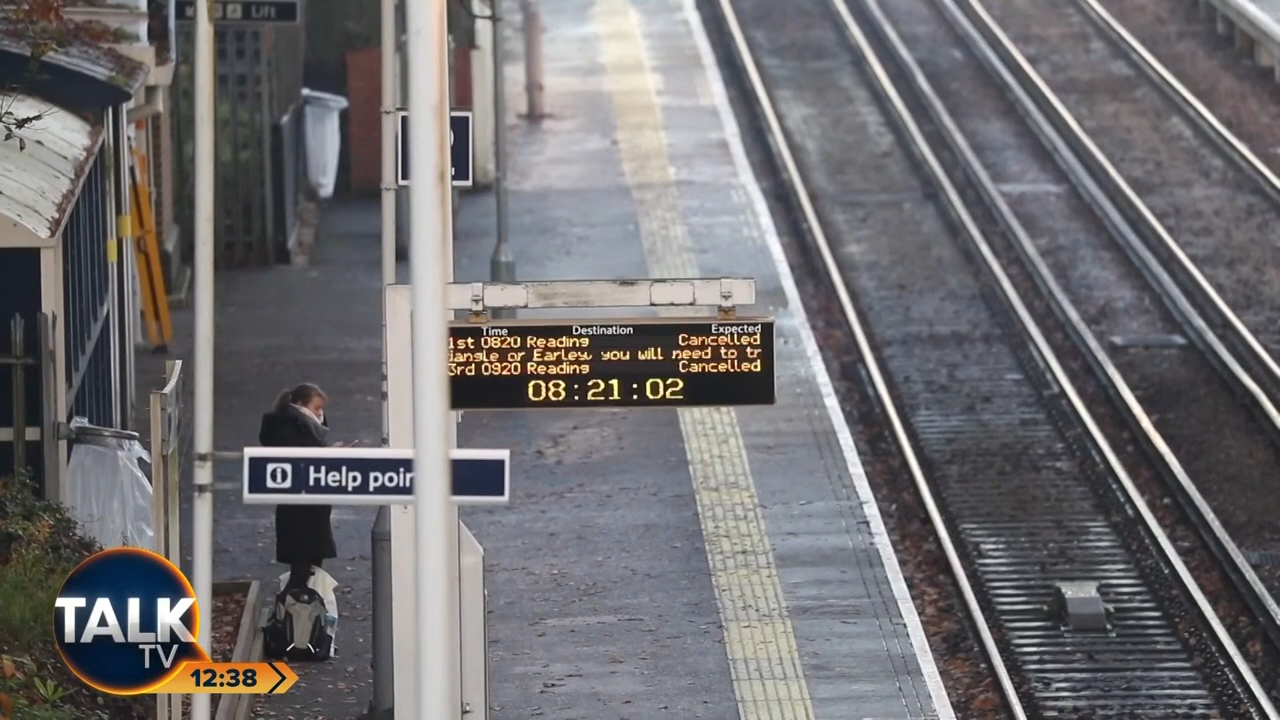 Lift
Time Destination Expected
1st 0820 Reading Cancelled
iangle or Earley, you will need to tr
3rd 0920 Reading Cancelled
08:21:02
Help poin
TALK
TV
12:38